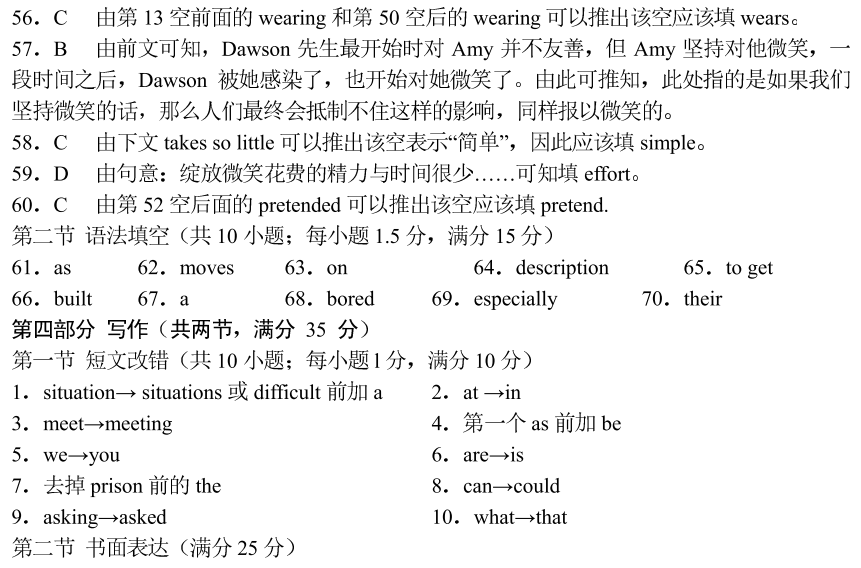 56．C 由第 13 空前面的 wearing 和第 50 空后的 wearing 可以推出该空应该填 wears。
57．B 由前文可知，Dawson 先生最开始时对 Amy 并不友善，但 Amy 坚持对他微笑，一
段时间之后，Dawson 被她感染了，也开始对她微笑了。由此可推知，此处指的是如果我们
坚持微笑的话，那么人们最终会抵制不住这样的影响，同样报以微笑的。
58．C 由下文 takes so little 可以推出该空表示“简单”，因此应该填 simple。
59．D 由句意：绽放微笑花费的精力与时间很少……可知填 effort。
60．C 由第 52 空后面的 pretended 可以推出该空应该填 pretend.
第二节 语法填空（共 10 小题；每小题 1.5 分，满分 15 分）
61．as 62．moves 63．on 64．description 65．to get
66．built 67．a 68．bored 69．especially 70．their
第四部分 写作（共两节，满分 35 分）
第一节 短文改错（共 10 小题；每小题 1 分，满分 10 分）
1．situation→ situations 或 difficult 前加 a 2．at →in
3．meet→meeting 4．第一个 as 前加 be
5．we→you 6．are→is
7．去掉 prison 前的 the 8．can→could
9．asking→asked 10．what→that
第二节 书面表达（满分 25 分）